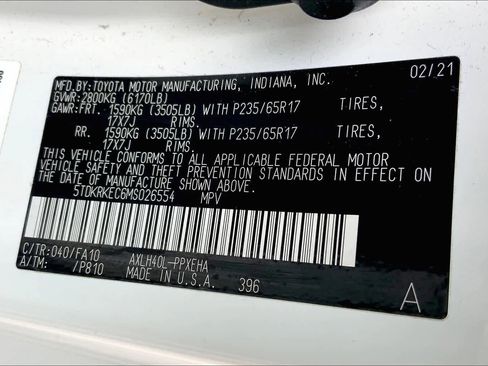 MFD.BY:TOYOTA MOTOR MANUFACTURING, INDIANA, INC. 02/21
GVWR:2800KG (6170LB)
GAWR:FRT. 1590KG (3505LB) WITH P235/65R17 TIRES,
17X7J RIMS.
RR. 1590KG (3505LB) WITH P235/65R17 TIRES,
17X7J RIMS.
THIS VEHICLE CONFORMS TO ALL APPLICABLE FEDERAL MOTOR
VEHICLE SAFETY AND THEFT PREVENTION STANDARDS IN EFFECT ON
THE DATE OF MANUFACTURE SHOWN ABOVE.
5TDKRKEC6MS026554 MPV
C/TR:040/FA10 AXLH40L-PPXEHA
A/TM: /P810 MADE IN U.S.A. 396 A